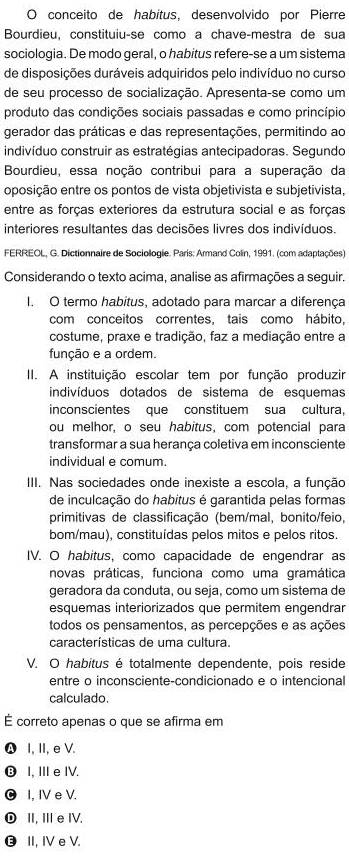 O conceito de habitus, desenvolvido por Pierre
Bourdieu, constituiu-se como a chave-mestra de sua
sociologia. De modo geral, o habitus refere-se a um sistema
de disposições duráveis adquiridos pelo indivíduo no curso
de seu processo de socialização. Apresenta-se como um
produto das condições sociais passadas e como princípio
gerador das práticas e das representações, permitindo ao
indivíduo construir as estratégias antecipadoras. Segundo
Bourdieu, essa noção contribui para a superação da
oposição entre os pontos de vista objetivista e subjetivista,
entre as forças exteriores da estrutura social e as forças
interiores resultantes das decisões livres dos indivíduos.
FERREOL, G. Dictionnaire de Sociologie. Paris: Armand Colin, 1991. (com adaptações)
Considerando o texto acima, analise as afirmações a seguir.
I. O termo habitus, adotado para marcar a diferença
com conceitos correntes, tais como hábito,
costume, praxe e tradição, faz a mediação entre a
função e a ordem.
II. A instituição escolar tem por função produzir
indivíduos dotados de sistema de esquemas
inconscientes que constituem sua cultura,
ou melhor, o seu habitus, com potencial para
transformar a sua herança coletiva em inconsciente
individual e comum.
III. Nas sociedades onde inexiste a escola, a função
de inculcação do habitus é garantida pelas formas
primitivas de classificação (bem/mal, bonito/feio,
bom/mau), constituídas pelos mitos e pelos ritos.
IV. O habitus, como capacidade de engendrar as
novas práticas, funciona como uma gramática
geradora da conduta, ou seja, como um sistema de
esquemas interiorizados que permitem engendrar
todos os pensamentos, as percepções e as ações
características de uma cultura.
V. O habitus é totalmente dependente, pois reside
entre o inconsciente-condicionado e o intencional
calculado.
É correto apenas o que se afirma em
A I, II, e V.
B I, III e IV.
C I, IV e V.
D II, III e IV.
E II, IV e V.